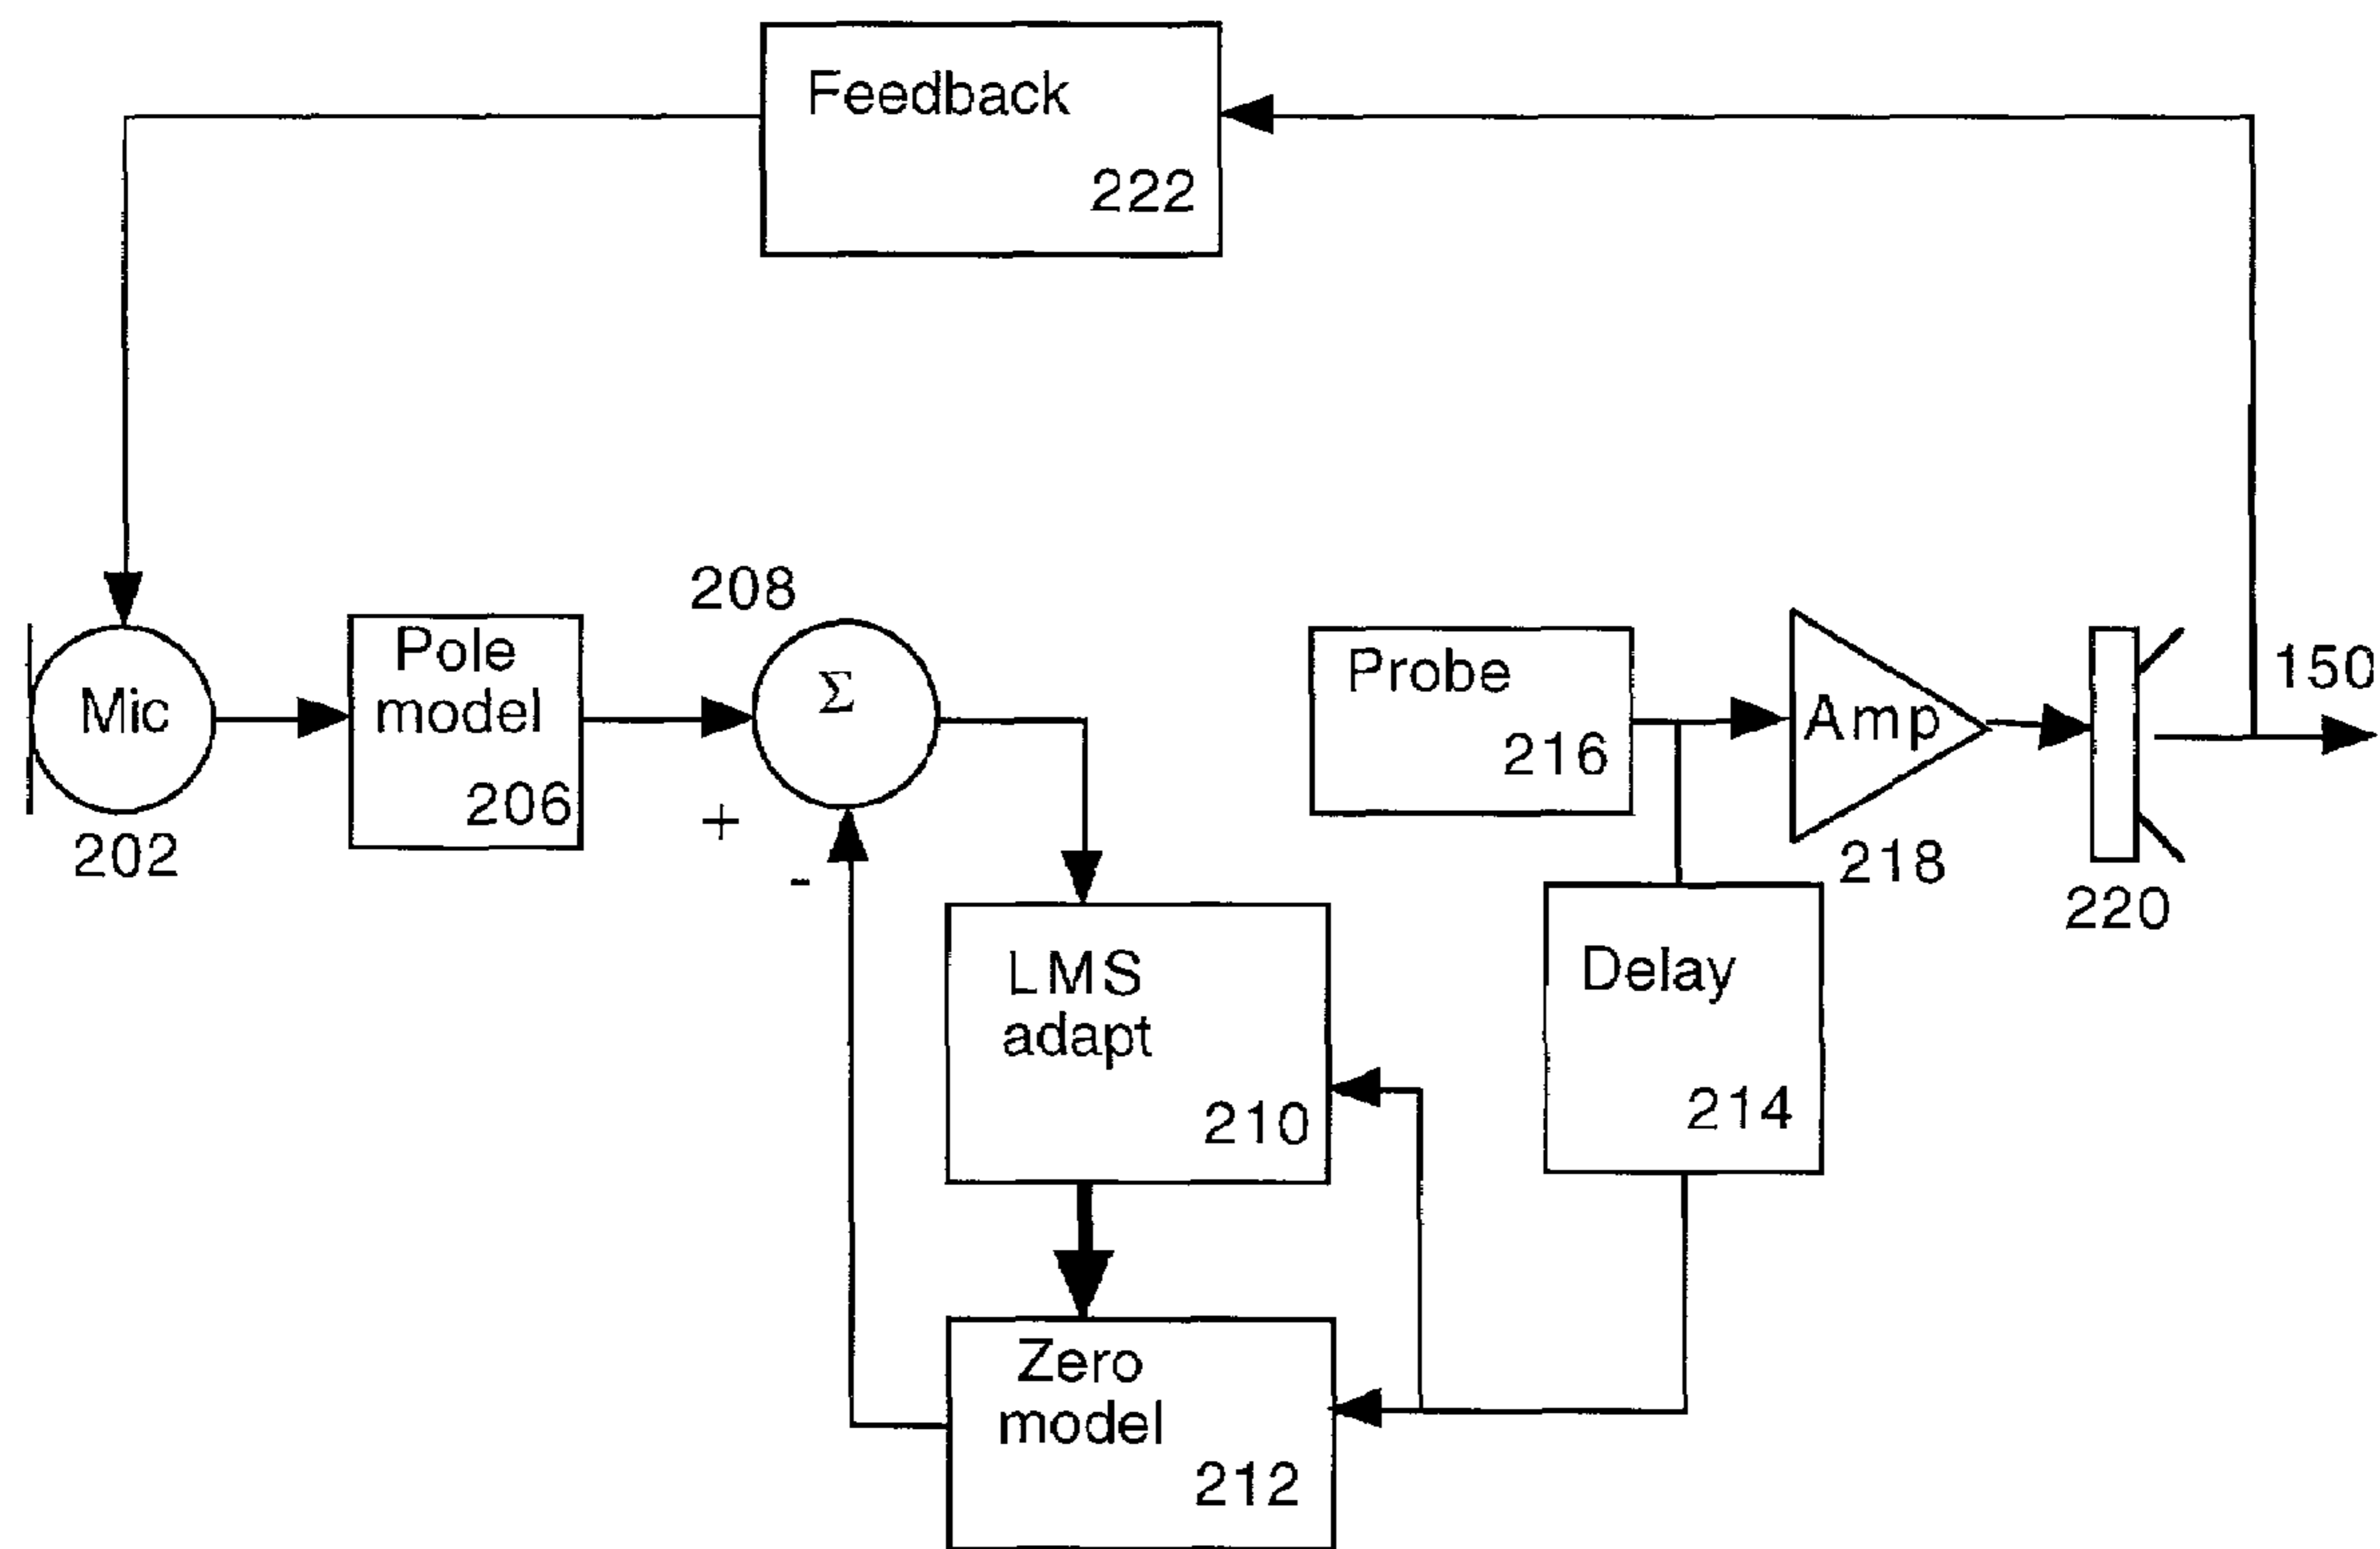 Feedback
222
208
Mic
202
Pole
model
206
Σ
+
-
Probe
216
Amp
218
220
150
LMS
adapt
210
Delay
214
Zero
model
212